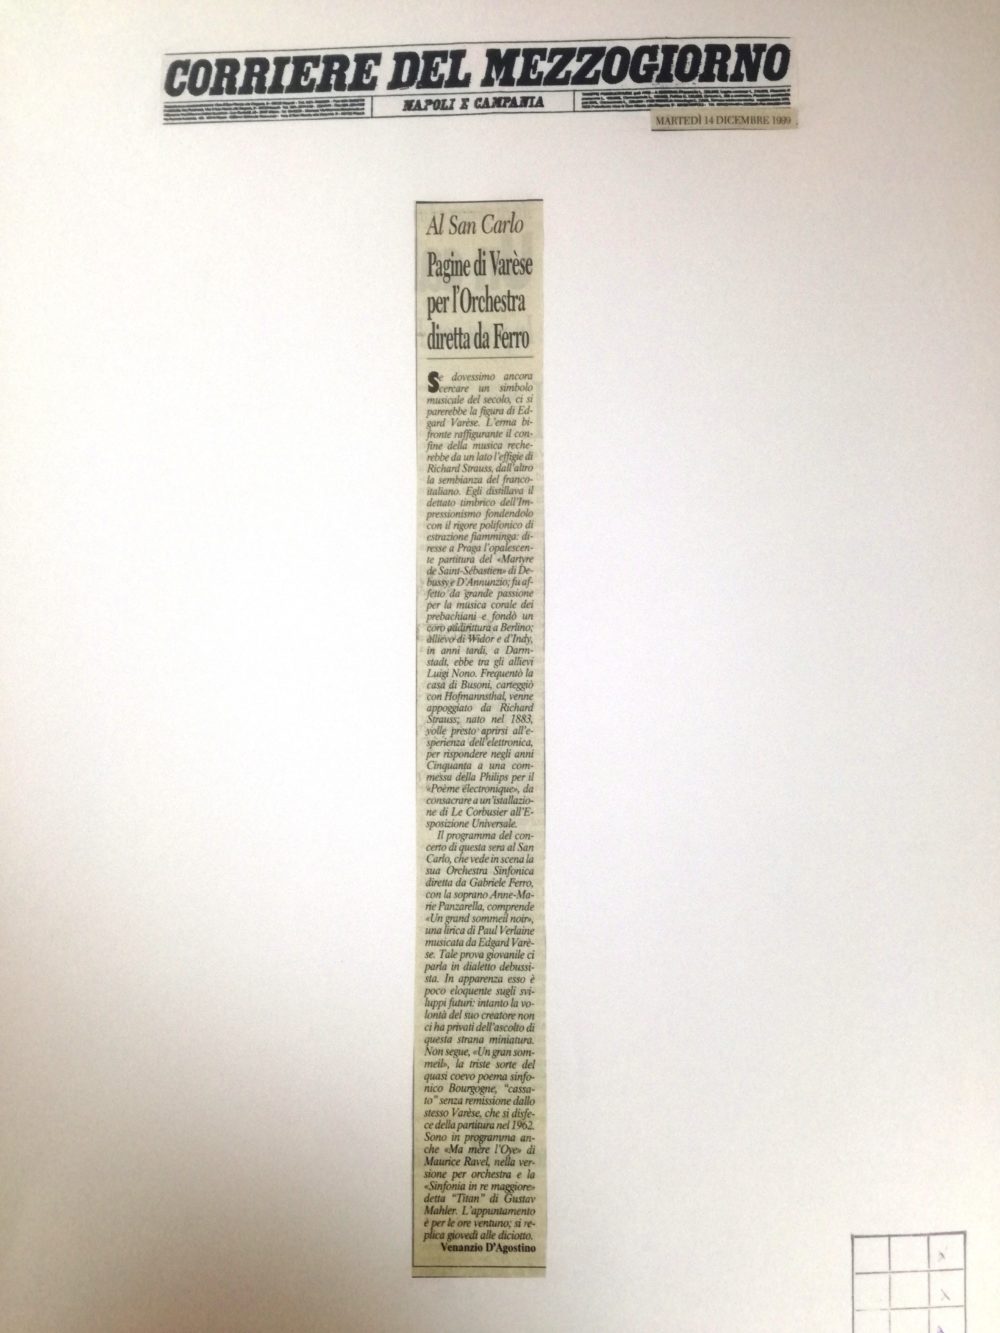 CORRIERE DEL MEZZOGIORNO
NAPOLI E CAMPANIA
MARTEDÌ 14 DICEMBRE 1999
Al San Carlo
Pagine di Varèse
per l'Orchestra
diretta da Ferro
Se dovessimo ancora
cercare un simbolo
musicale del secolo, ci si
parerebbe la figura di Ed-
gard Varèse. L'erma bi-
fronte raffigurante il con-
fine della musica reche-
rebbe da un lato l'effigie di
Richard Strauss, dall'altro
la sembianza del franco-
italiano. Egli distillava il
dettato timbrico dell'Im-
pressionismo fondendolo
con il rigore polifonico di
estrazione fiamminga: di-
resse a Praga l'opalescen-
te partitura del «Martyre
de Saint-Sébastien» di De-
bussy e D'Annunzio; fu af-
fetto da grande passione
per la musica corale dei
prebachiani e fondò un
coro addirittura a Berlino;
allievo di Widor e d'Indy,
in anni tardi, a Darm-
stadt, ebbe tra gli allievi
Luigi Nono. Frequentò la
casa di Busoni, carteggiò
con Hofmannsthal, venne
appoggiato da Richard
Strauss; nato nel 1883,
volle presto aprirsi all'e-
sperienza dell'elettronica,
per rispondere negli anni
Cinquanta a una com-
messa della Philips per il
«Poème électronique», da
consacrare a un'istallazio-
ne di Le Corbusier all'E-
sposizione Universale.
Il programma del con-
certo di questa sera al San
Carlo, che vede in scena la
sua Orchestra Sinfonica
diretta da Gabriele Ferro,
con la soprano Anne-Ma-
rie Panzarella, comprende
«Un grand sommeil noir»,
una lirica di Paul Verlaine
musicata da Edgard Varè-
se. Tale prova giovanile ci
parla in dialetto debussi-
sta. In apparenza esso è
poco eloquente sugli svi-
luppi futuri: intanto la vo-
lontà del suo creatore non
ci ha privati dell'ascolto di
questa strana miniatura.
Non segue, «Un gran som-
meil», la triste sorte del
quasi coevo poema sinfo-
nico Bourgogne, "cassa-
to" senza remissione dallo
stesso Varèse, che si disfe-
ce della partitura nel 1962.
Sono in programma an-
che «Ma mère l'Oye» di
Maurice Ravel, nella ver-
sione per orchestra e la
«Sinfonia in re maggiore»
detta "Titan" di Gustav
Mahler. L'appuntamento
è per le ore ventuno; si re-
plica giovedì alle diciotto.
Venanzio D'Agostino
x
x
x